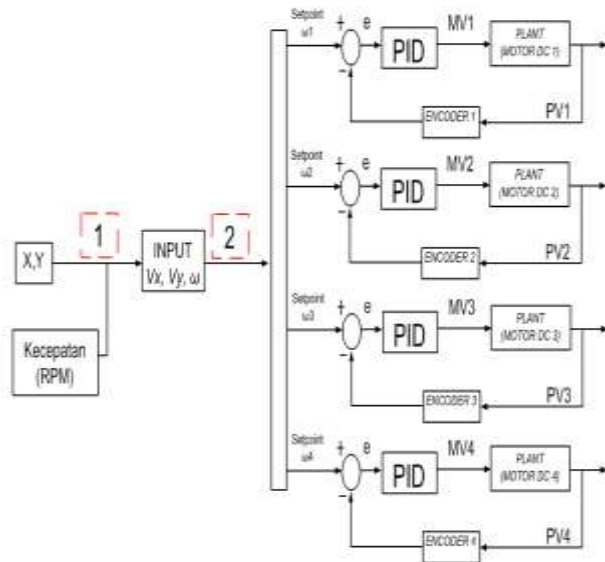 Setpoint
ω1
+
e
MV1
PID
PLANT
(MOTOR DC 1)
−
ENCODER 1
PV1
Setpoint
ω2
+
e
MV2
PID
PLANT
(MOTOR DC 2)
−
ENCODER 2
PV2
1
2
X,Y
INPUT
Vx, Vy, ω
Kecepatan
(RPM)
Setpoint
ω3
+
e
MV3
PID
PLANT
(MOTOR DC 3)
−
ENCODER 3
PV3
Setpoint
ω4
+
e
MV4
PID
PLANT
(MOTOR DC 4)
−
ENCODER 4
PV4